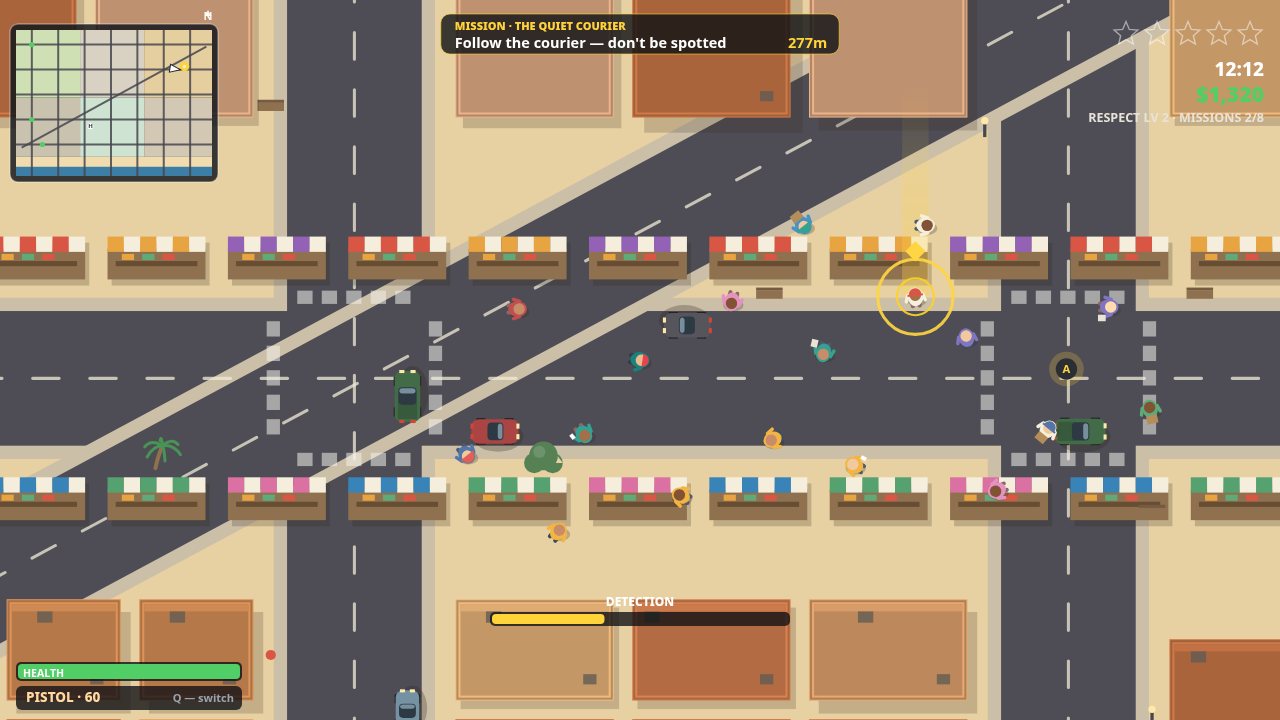 N
H
MISSION · THE QUIET COURIER
Follow the courier — don't be spotted 277m
12:12
$1,320
RESPECT LV 2 · MISSIONS 2/8
A
DETECTION
HEALTH
PISTOL · 60 Q — switch